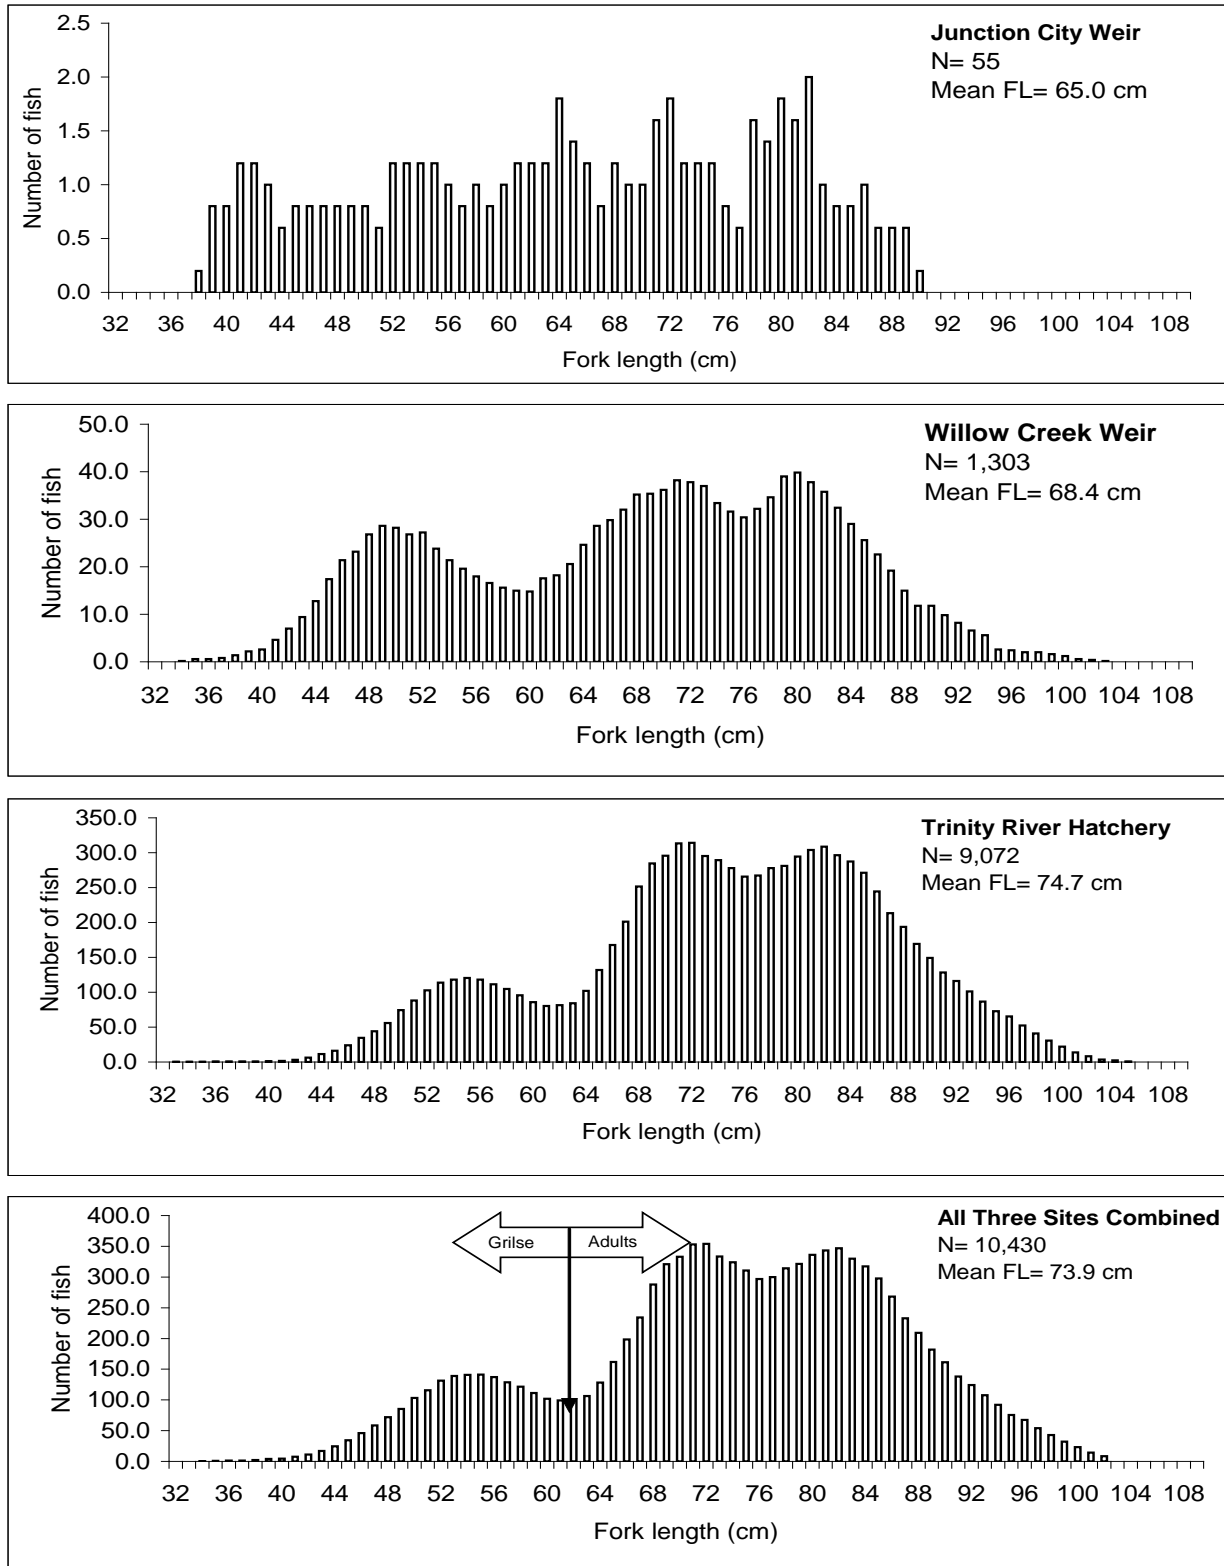 Junction City Weir
N= 55
Mean FL= 65.0 cm
Number of fish
2.5
2.0
1.5
1.0
0.5
0.0
32 36 40 44 48 52 56 60 64 68 72 76 80 84 88 92 96 100 104 108
Fork length (cm)
Willow Creek Weir
N= 1,303
Mean FL= 68.4 cm
Number of fish
50.0
40.0
30.0
20.0
10.0
0.0
32 36 40 44 48 52 56 60 64 68 72 76 80 84 88 92 96 100 104 108
Fork length (cm)
Trinity River Hatchery
N= 9,072
Mean FL= 74.7 cm
Number of fish
350.0
300.0
250.0
200.0
150.0
100.0
50.0
0.0
32 36 40 44 48 52 56 60 64 68 72 76 80 84 88 92 96 100 104 108
Fork length (cm)
All Three Sites Combined
N= 10,430
Mean FL= 73.9 cm
Grilse Adults
Number of fish
400.0
350.0
300.0
250.0
200.0
150.0
100.0
50.0
0.0
32 36 40 44 48 52 56 60 64 68 72 76 80 84 88 92 96 100 104 108
Fork length (cm)